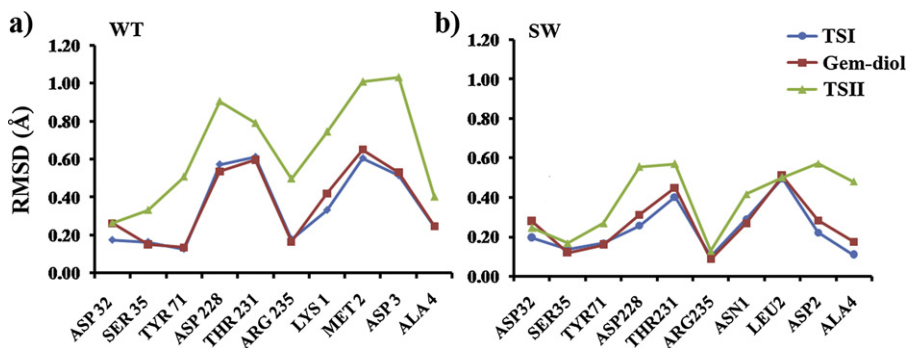 a)
WT
RMSD (Å)
1.20
1.00
0.80
0.60
0.40
0.20
0.00
ASP 32
SER 35
TYR 71
ASP 228
THR 231
ARG 235
LYS 1
MET 2
ASP 3
ALA 4
b)
SW
1.20
1.00
0.80
0.60
0.40
0.20
0.00
ASP32
SER35
TYR71
ASP228
THR231
ARG235
ASN1
LEU2
ASP2
ALA4
TSI
Gem-diol
TSII